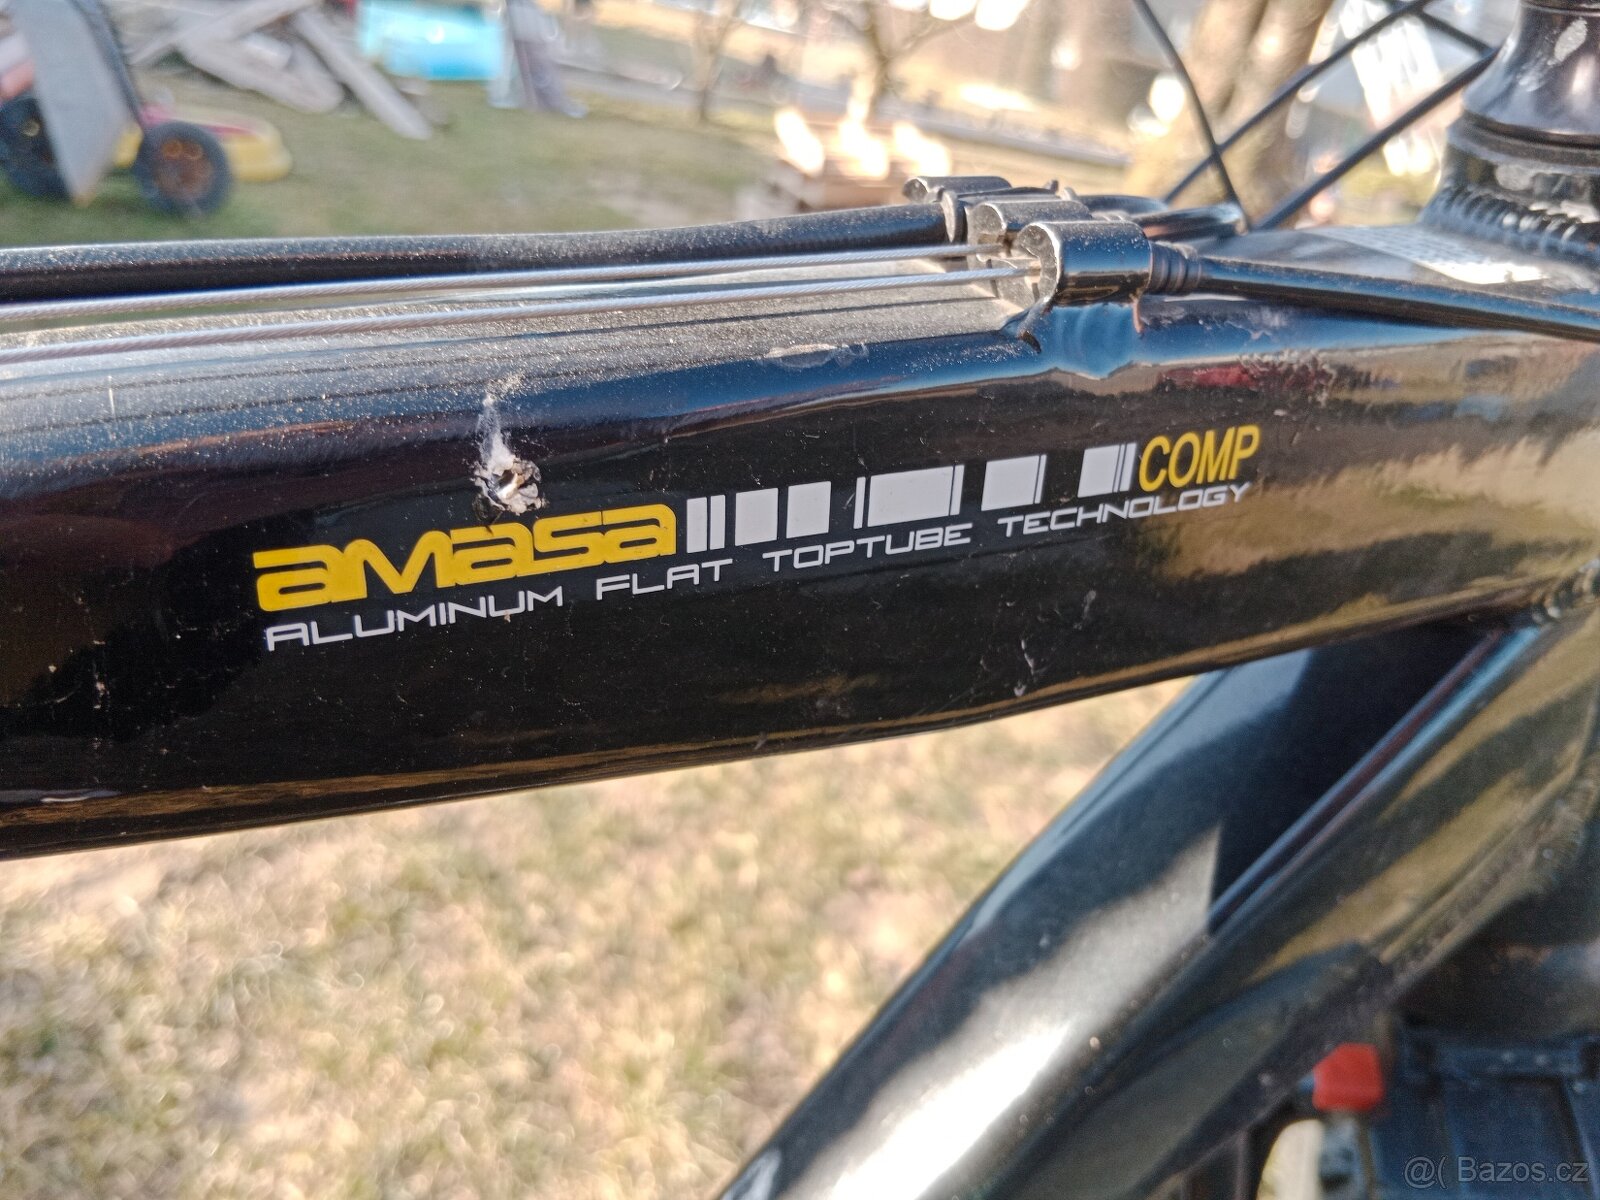 amasa COMP
ALUMINUM FLAT TOPTUBE TECHNOLOGY
@( Bazos.cz